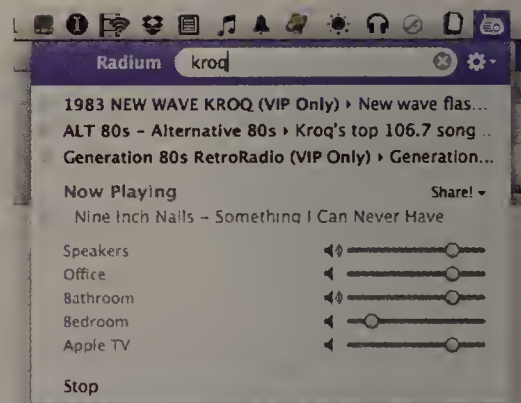 Radium kroq
1983 NEW WAVE KROQ (VIP Only) › New wave flas...
ALT 80s – Alternative 80s › Kroq's top 106.7 song ...
Generation 80s RetroRadio (VIP Only) › Generation...
Now Playing Share!
Nine Inch Nails – Something I Can Never Have
Speakers
Office
Bathroom
Bedroom
Apple TV
Stop